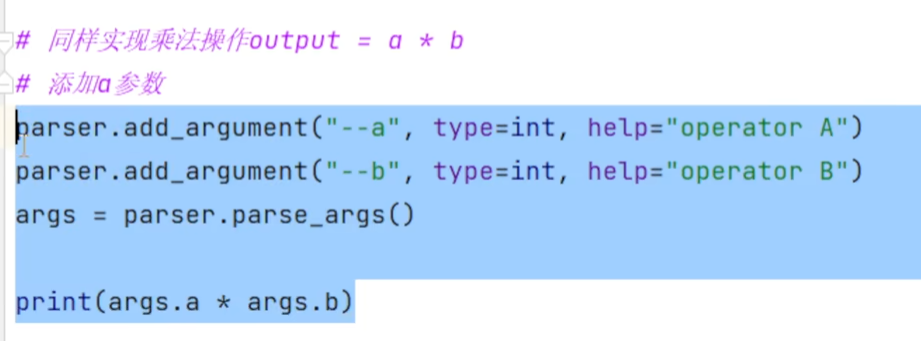 # 同样实现乘法操作output = a * b
# 添加a参数
parser.add_argument("--a", type=int, help="operator A")
parser.add_argument("--b", type=int, help="operator B")
args = parser.parse_args()
print(args.a * args.b)